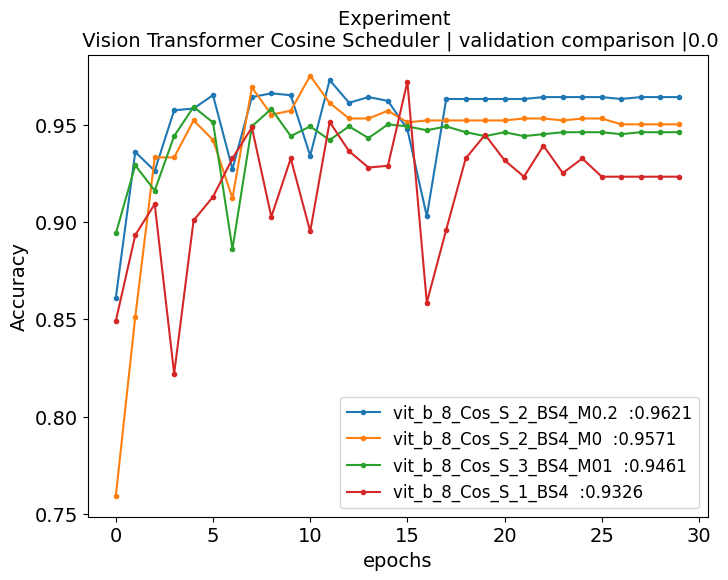 Experiment
Vision Transformer Cosine Scheduler | validation comparison |0.0
Accuracy
0.95
0.90
0.85
0.80
0.75
0
5
10
15
20
25
30
epochs
vit_b_8_Cos_S_2_BS4_M0.2 :0.9621
vit_b_8_Cos_S_2_BS4_M0 :0.9571
vit_b_8_Cos_S_3_BS4_M01 :0.9461
vit_b_8_Cos_S_1_BS4 :0.9326